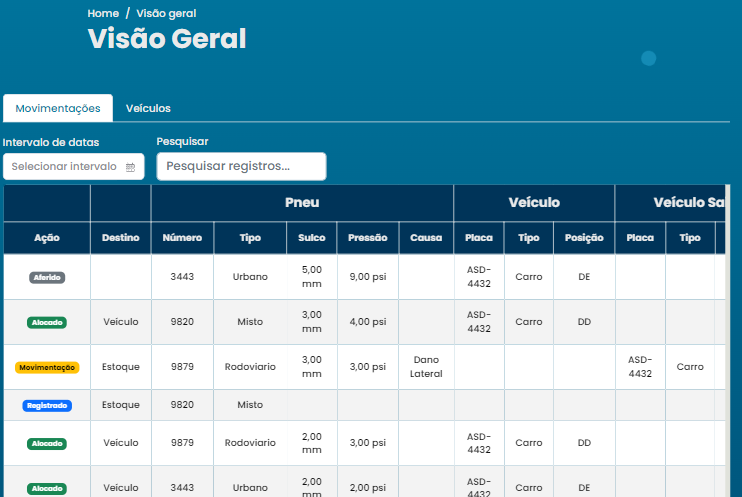 Home / Visão geral
Visão Geral
Movimentações Veículos
Intervalo de datas Pesquisar
Selecionar intervalo Pesquisar registros...
Pneu Veículo Veículo Sa
Ação Destino Número Tipo Sulco Pressão Causa Placa Tipo Posição Placa Tipo
Aferido 3443 Urbano 5,00 mm 9,00 psi ASD-4432 Carro DE
Alocado Veículo 9820 Misto 3,00 mm 4,00 psi ASD-4432 Carro DD
Movimentação Estoque 9879 Rodoviario 3,00 mm 3,00 psi Dano Lateral ASD-4432 Carro
Registrado Estoque 9820 Misto
Alocado Veículo 9879 Rodoviario 2,00 mm 3,00 psi ASD-4432 Carro DD
Alocado Veículo 3443 Urbano 2,00 mm 2,00 psi ASD-4432 Carro DE